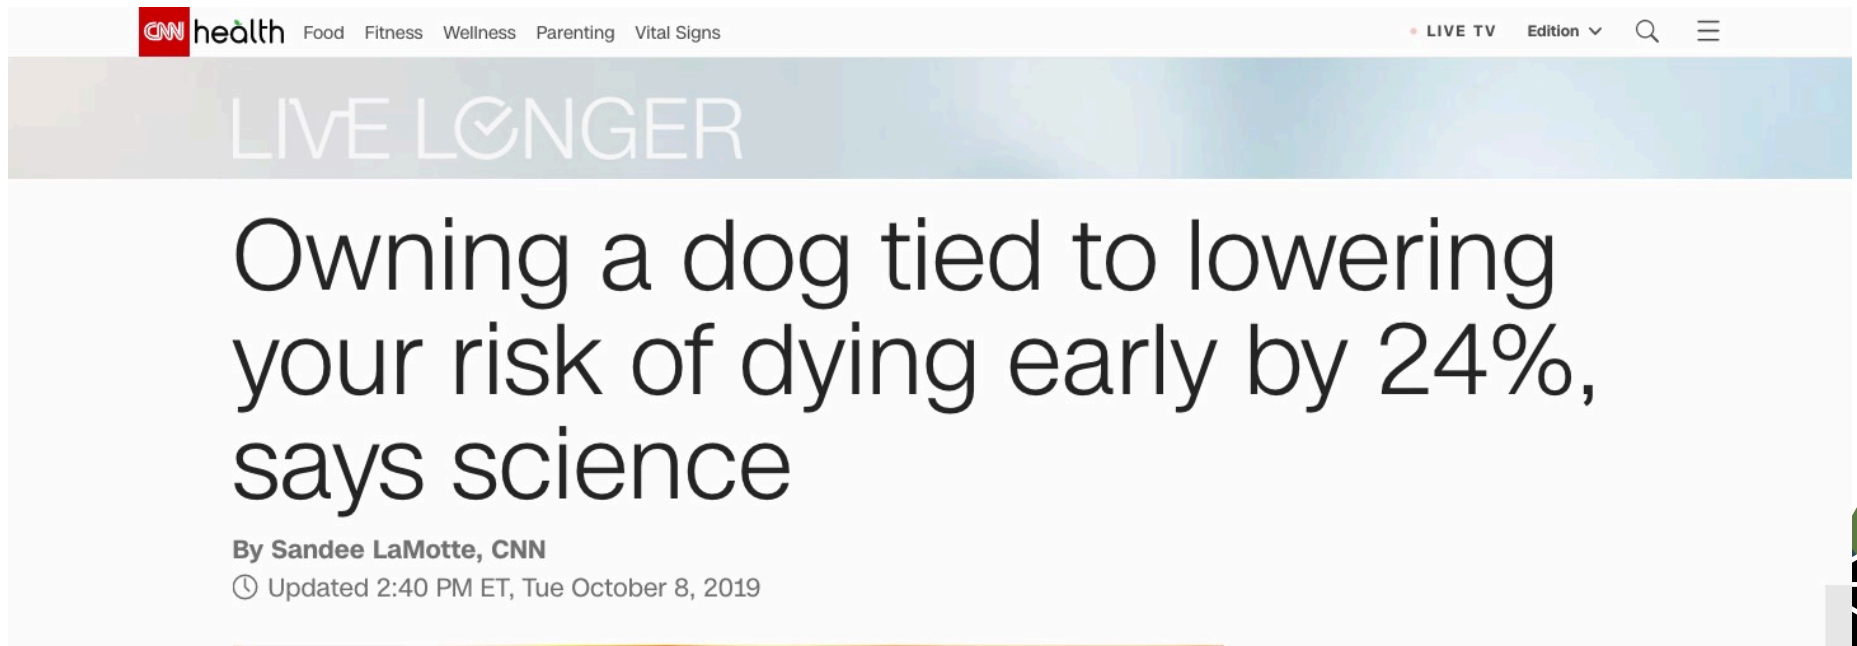 CNN health Food Fitness Wellness Parenting Vital Signs LIVE TV Edition
LIVE LONGER
Owning a dog tied to lowering
your risk of dying early by 24%,
says science
By Sandee LaMotte, CNN
Updated 2:40 PM ET, Tue October 8, 2019